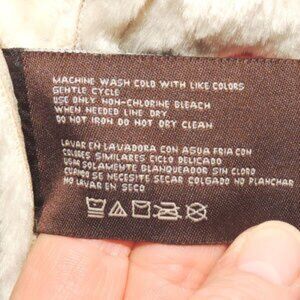 MACHINE WASH COLD WITH LIKE COLORS
GENTLE CYCLE
USE ONLY NON-CHLORINE BLEACH
WHEN NEEDED LINE DRY
DO NOT IRON DO NOT DRY CLEAN
LAVAR EN LAVADORA CON AGUA FRIA CON
COLORES SIMILARES CICLO DELICADO
USAR SOLAMENTE BLANQUEADOR SIN CLORO
CUANDO SE NECESITE SECAR COLGADO NO PLANCHAR
NO LAVAR EN SECO